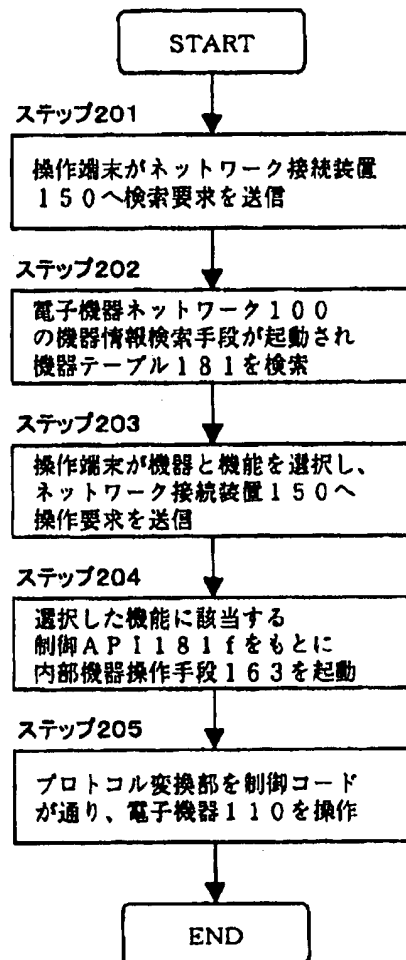 START
ステップ201
操作端末がネットワーク接続装置
１５０へ検索要求を送信
ステップ202
電子機器ネットワーク１００
の機器情報検索手段が起動され
機器テーブル１８１を検索
ステップ203
操作端末が機器と機能を選択し、
ネットワーク接続装置１５０へ
操作要求を送信
ステップ204
選択した機能に該当する
制御ＡＰＩ１８１ｆをもとに
内部機器操作手段１６３を起動
ステップ205
プロトコル変換部を制御コード
が通り、電子機器１１０を操作
END